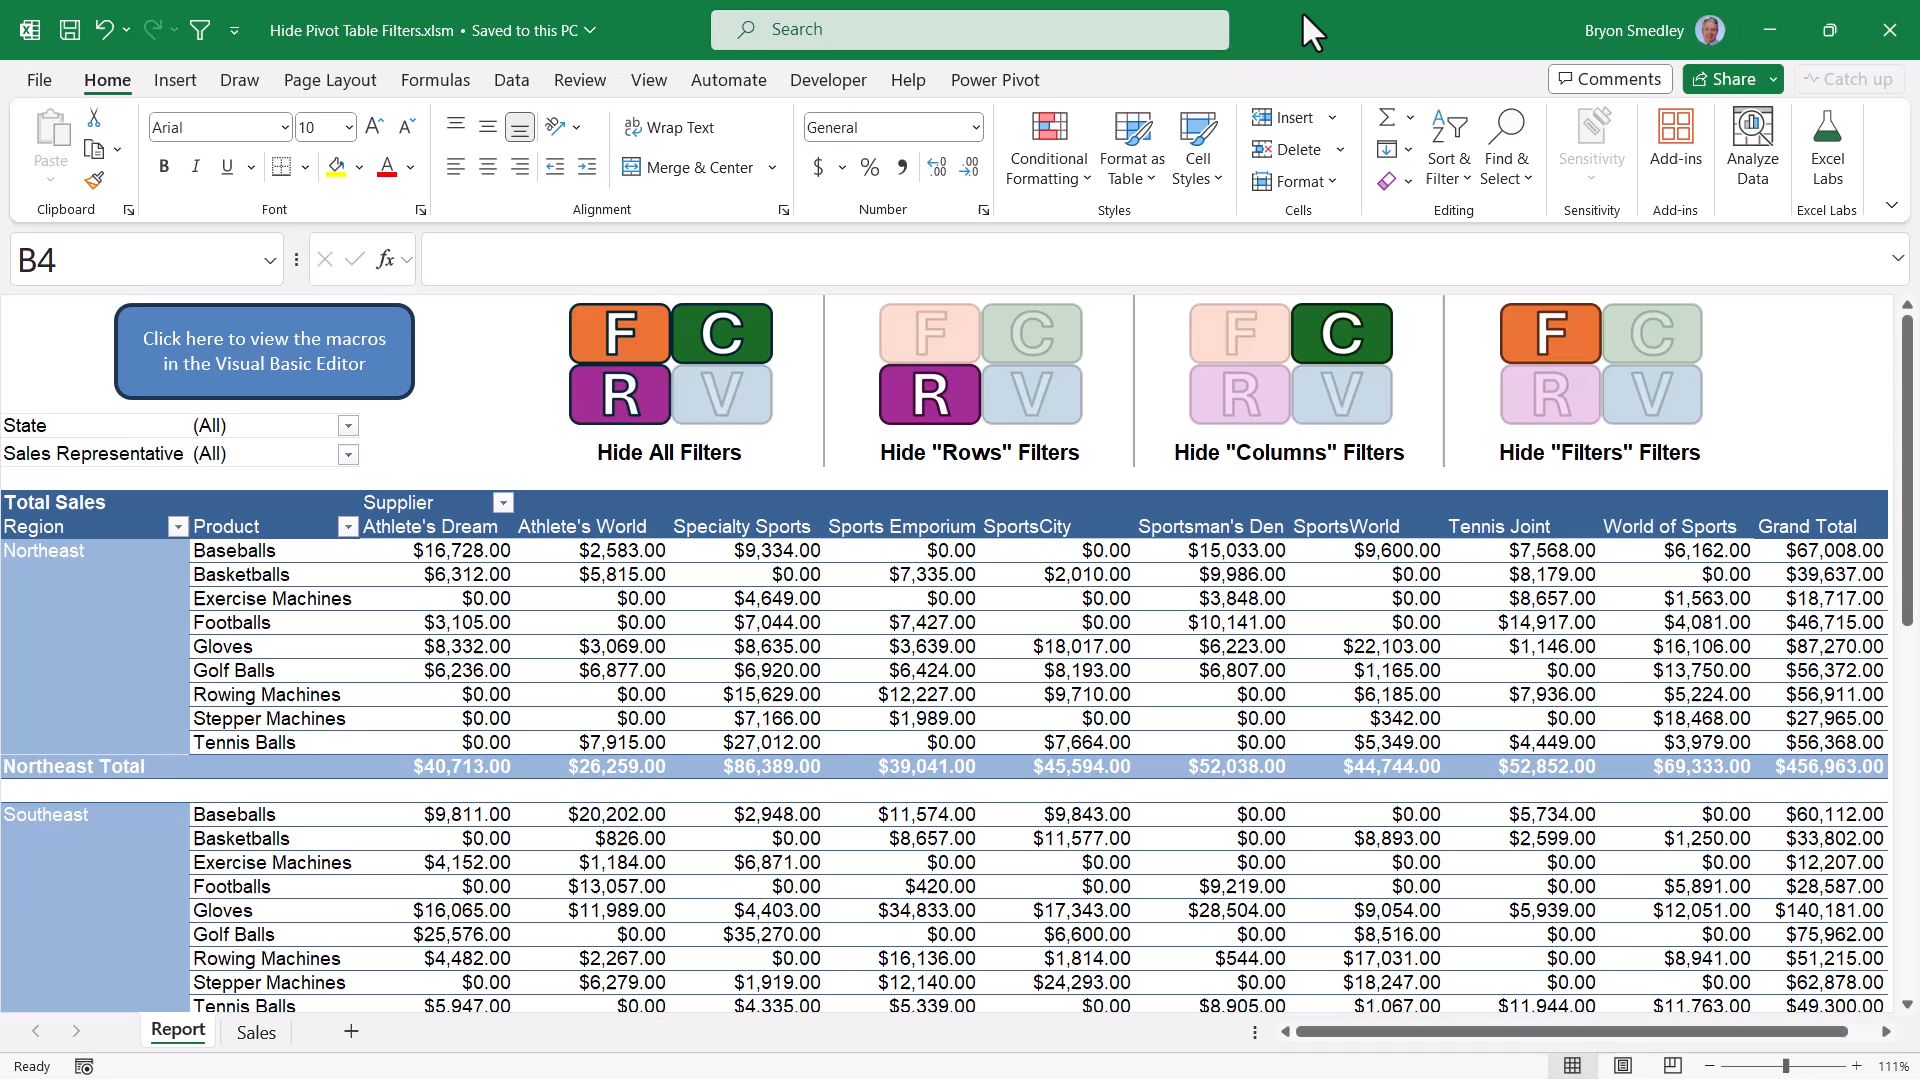 Hide Pivot Table Filters.xlsm • Saved to this PC
Search
Bryon Smedley
File Home Insert Draw Page Layout Formulas Data Review View Automate Developer Help Power Pivot
Comments Share Catch up
Paste
Clipboard
Arial 10
B I U
Font
Wrap Text
Merge & Center
Alignment
General
$ % 9 .00 .00
Number
Conditional Formatting
Format as Table
Cell Styles
Styles
Insert
Delete
Format
Cells
Sort & Filter
Find & Select
Editing
Sensitivity
Sensitivity
Add-ins
Add-ins
Analyze Data
Excel Labs
Excel Labs
B4
fx
Click here to view the macros
in the Visual Basic Editor
F C F C F C F C
R V R V R V R V
Hide All Filters Hide "Rows" Filters Hide "Columns" Filters Hide "Filters" Filters
State (All)
Sales Representative (All)
Total Sales Supplier
Region Product Athlete's Dream Athlete's World Specialty Sports Sports Emporium SportsCity Sportsman's Den SportsWorld Tennis Joint World of Sports Grand Total
Northeast Baseballs $16,728.00 $2,583.00 $9,334.00 $0.00 $0.00 $15,033.00 $9,600.00 $7,568.00 $6,162.00 $67,008.00
Basketballs $6,312.00 $5,815.00 $0.00 $7,335.00 $2,010.00 $9,986.00 $0.00 $8,179.00 $0.00 $39,637.00
Exercise Machines $0.00 $0.00 $4,649.00 $0.00 $0.00 $3,848.00 $0.00 $8,657.00 $1,563.00 $18,717.00
Footballs $3,105.00 $0.00 $7,044.00 $7,427.00 $0.00 $10,141.00 $0.00 $14,917.00 $4,081.00 $46,715.00
Gloves $8,332.00 $3,069.00 $8,635.00 $3,639.00 $18,017.00 $6,223.00 $22,103.00 $1,146.00 $16,106.00 $87,270.00
Golf Balls $6,236.00 $6,877.00 $6,920.00 $6,424.00 $8,193.00 $6,807.00 $1,165.00 $0.00 $13,750.00 $56,372.00
Rowing Machines $0.00 $0.00 $15,629.00 $12,227.00 $9,710.00 $0.00 $6,185.00 $7,936.00 $5,224.00 $56,911.00
Stepper Machines $0.00 $0.00 $7,166.00 $1,989.00 $0.00 $0.00 $342.00 $0.00 $18,468.00 $27,965.00
Tennis Balls $0.00 $7,915.00 $27,012.00 $0.00 $7,664.00 $0.00 $5,349.00 $4,449.00 $3,979.00 $56,368.00
Northeast Total $40,713.00 $26,259.00 $86,389.00 $39,041.00 $45,594.00 $52,038.00 $44,744.00 $52,852.00 $69,333.00 $456,963.00
Southeast Baseballs $9,811.00 $20,202.00 $2,948.00 $11,574.00 $9,843.00 $0.00 $0.00 $5,734.00 $0.00 $60,112.00
Basketballs $0.00 $826.00 $0.00 $8,657.00 $11,577.00 $0.00 $8,893.00 $2,599.00 $1,250.00 $33,802.00
Exercise Machines $4,152.00 $1,184.00 $6,871.00 $0.00 $0.00 $0.00 $0.00 $0.00 $0.00 $12,207.00
Footballs $0.00 $13,057.00 $0.00 $420.00 $0.00 $9,219.00 $0.00 $0.00 $5,891.00 $28,587.00
Gloves $16,065.00 $11,989.00 $4,403.00 $34,833.00 $17,343.00 $28,504.00 $9,054.00 $5,939.00 $12,051.00 $140,181.00
Golf Balls $25,576.00 $0.00 $35,270.00 $0.00 $6,600.00 $0.00 $8,516.00 $0.00 $0.00 $75,962.00
Rowing Machines $4,482.00 $2,267.00 $0.00 $16,136.00 $1,814.00 $544.00 $17,031.00 $0.00 $8,941.00 $51,215.00
Stepper Machines $0.00 $6,279.00 $1,919.00 $12,140.00 $24,293.00 $0.00 $18,247.00 $0.00 $0.00 $62,878.00
Tennis Balls $5,947.00 $0.00 $4,335.00 $5,339.00 $0.00 $8,905.00 $1,067.00 $11,944.00 $11,763.00 $49,300.00
Report Sales
Ready 111%